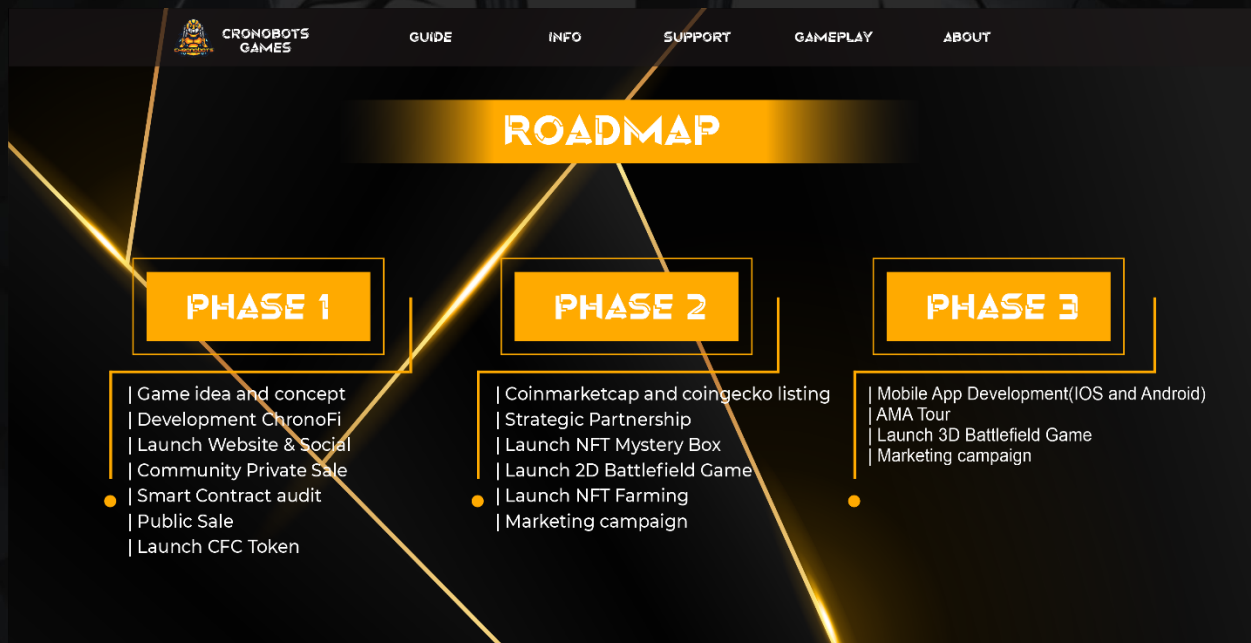 CHRONOBOTS
CRONOBOTS
GAMES
GUIDE
INFO
SUPPORT
GAMEPLAY
ABOUT
ROADMAP
PHASE 1
| Game idea and concept
| Development ChronoFi
| Launch Website & Social
| Community Private Sale
| Smart Contract audit
| Public Sale
| Launch CFC Token
PHASE 2
| Coinmarketcap and coingecko listing
| Strategic Partnership
| Launch NFT Mystery Box
| Launch 2D Battlefield Game
| Launch NFT Farming
| Marketing campaign
PHASE 3
| Mobile App Development(IOS and Android)
| AMA Tour
| Launch 3D Battlefield Game
| Marketing campaign